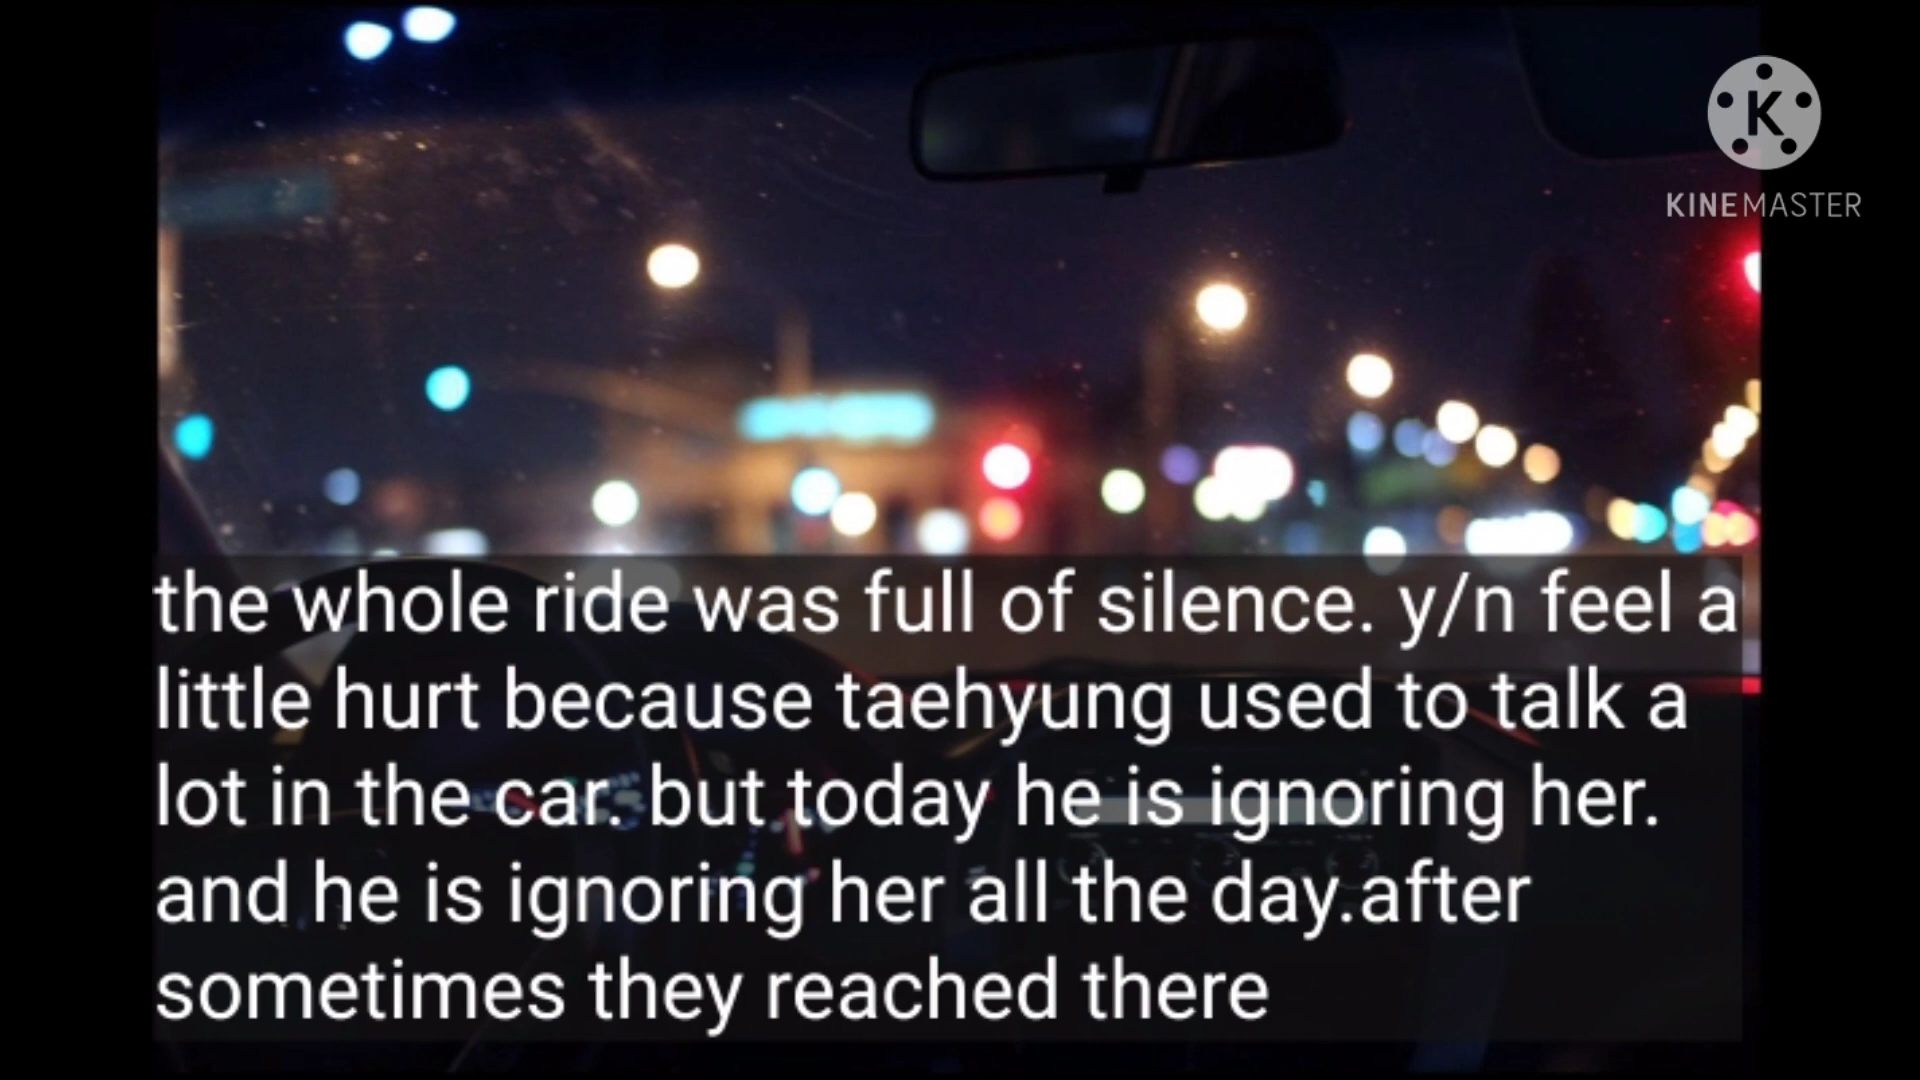 K
KINEMASTER
the whole ride was full of silence. y/n feel a
little hurt because taehyung used to talk a
lot in the car. but today he is ignoring her.
and he is ignoring her all the day.after
sometimes they reached there